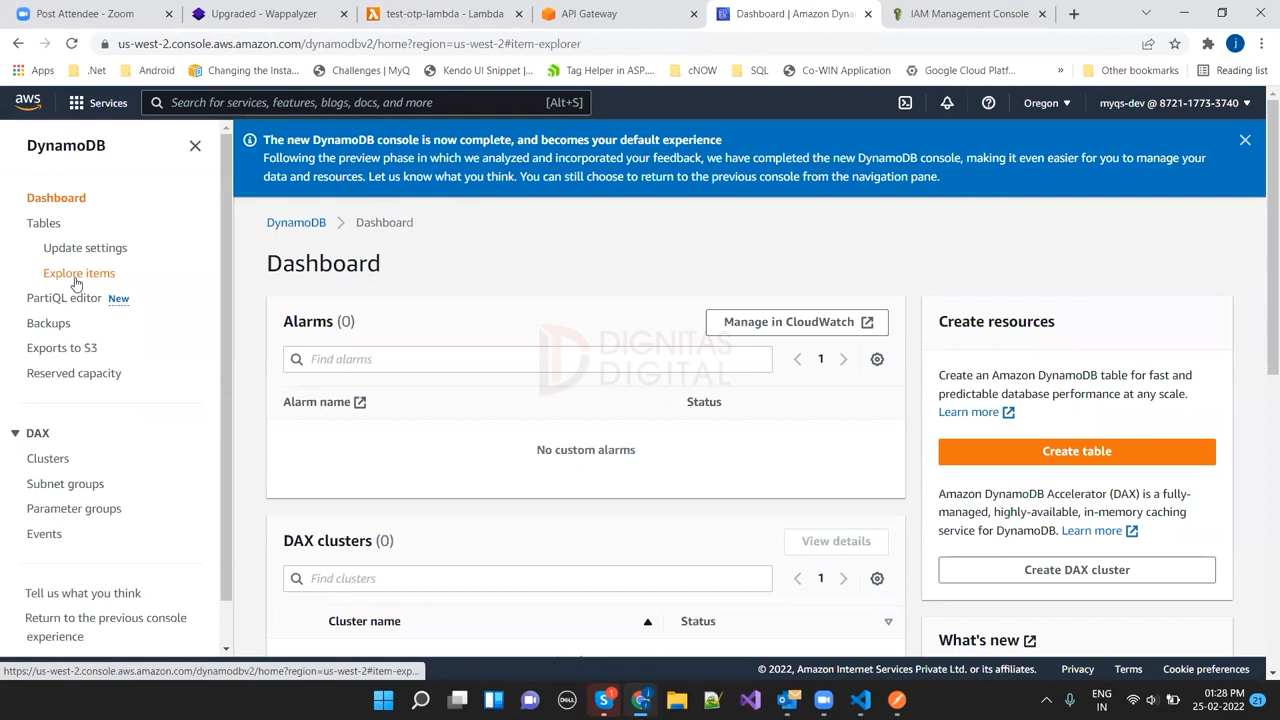 Post Attendee - Zoom
Upgraded - Wappalyzer
test-otp-lambda - Lambda
API Gateway
Dashboard | Amazon Dyn
IAM Management Console
us-west-2.console.aws.amazon.com/dynamodbv2/home?region=us-west-2#item-explorer
Apps
.Net
Android
Changing the Insta...
Challenges | MyQ
Kendo UI Snippet |...
Tag Helper in ASP....
cNOW
SQL
Co-WIN Application
Google Cloud Platf...
»
Other bookmarks
Reading list
aws
Services
Search for services, features, blogs, docs, and more
[Alt+S]
Oregon
myqs-dev @ 8721-1773-3740
DynamoDB
Dashboard
Tables
Update settings
Explore items
PartiQL editor New
Backups
Exports to S3
Reserved capacity
DAX
Clusters
Subnet groups
Parameter groups
Events
Tell us what you think
Return to the previous console
experience
The new DynamoDB console is now complete, and becomes your default experience
Following the preview phase in which we analyzed and incorporated your feedback, we have completed the new DynamoDB console, making it even easier for you to manage your
data and resources. Let us know what you think. You can still choose to return to the previous console from the navigation pane.
DynamoDB
Dashboard
Dashboard
Alarms (0)
Manage in CloudWatch
Find alarms
1
Alarm name
Status
No custom alarms
DIGNITAS
DIGITAL
DAX clusters (0)
View details
Find clusters
1
Cluster name
Status
Create resources
Create an Amazon DynamoDB table for fast and
predictable database performance at any scale.
Learn more
Create table
Amazon DynamoDB Accelerator (DAX) is a fully-
managed, highly-available, in-memory caching
service for DynamoDB. Learn more
Create DAX cluster
What's new
https://us-west-2.console.aws.amazon.com/dynamodbv2/home?region=us-west-2#item-exp...
© 2022, Amazon Internet Services Private Ltd. or its affiliates.
Privacy
Terms
Cookie preferences
ENG
IN
01:28 PM
25-02-2022
21